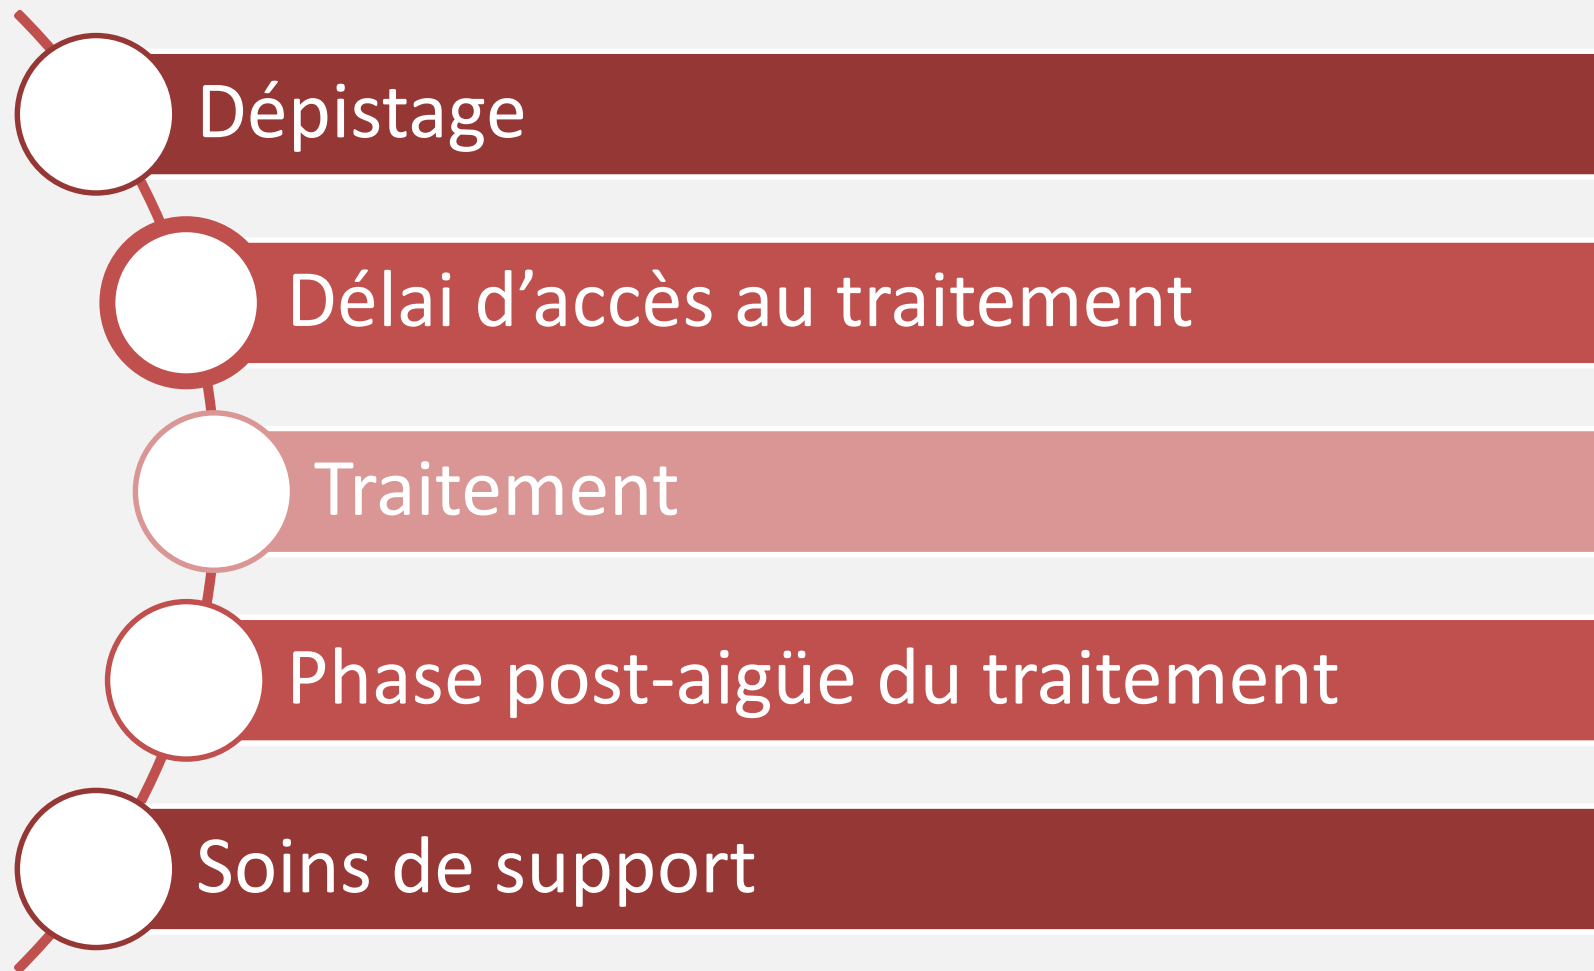 Dépistage
Délai d’accès au traitement
Traitement
Phase post-aigüe du traitement
Soins de support